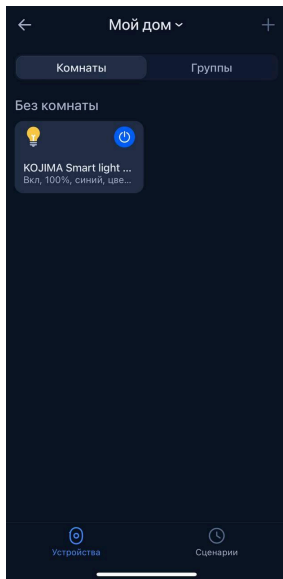 Мой дом
Комнаты Группы
Без комнаты
KOJIMA Smart light ...
Вкл, 100%, синий, цве...
Устройства Сценарии